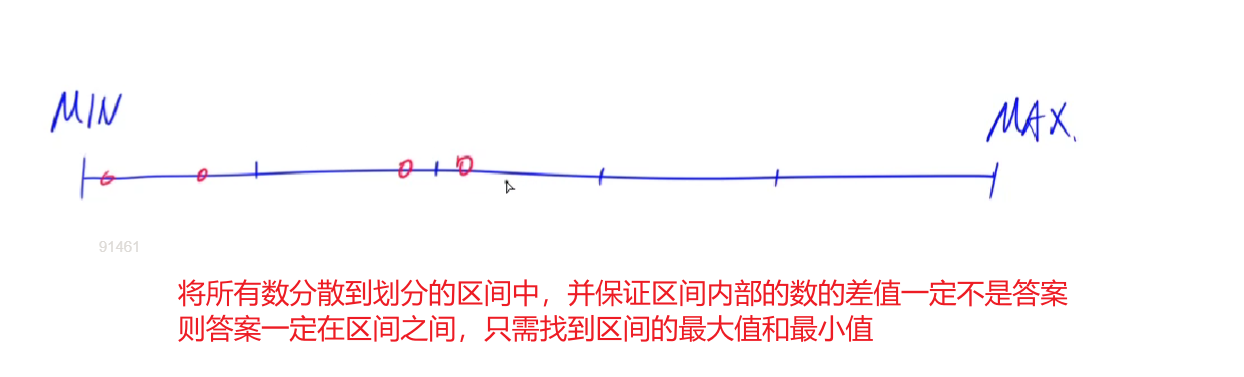 MIN
MAX.
91461
将所有数分散到划分的区间中，并保证区间内部的数的差值一定不是答案
则答案一定在区间之间，只需找到区间的最大值和最小值